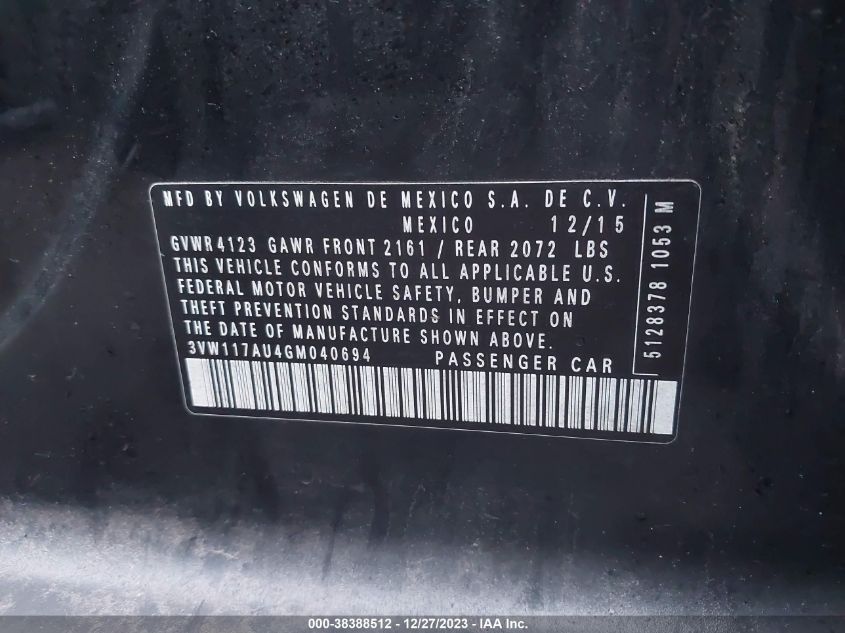 MFD BY VOLKSWAGEN DE MEXICO S.A. DE C.V.
MEXICO 12/15
GVWR 4123 GAWR FRONT 2161 / REAR 2072 LBS
THIS VEHICLE CONFORMS TO ALL APPLICABLE U.S.
FEDERAL MOTOR VEHICLE SAFETY, BUMPER AND
THEFT PREVENTION STANDARDS IN EFFECT ON
THE DATE OF MANUFACTURE SHOWN ABOVE.
3VW117AU4GM040694 PASSENGER CAR
5128378 1053 M
000-38388512 - 12/27/2023 - IAA Inc.